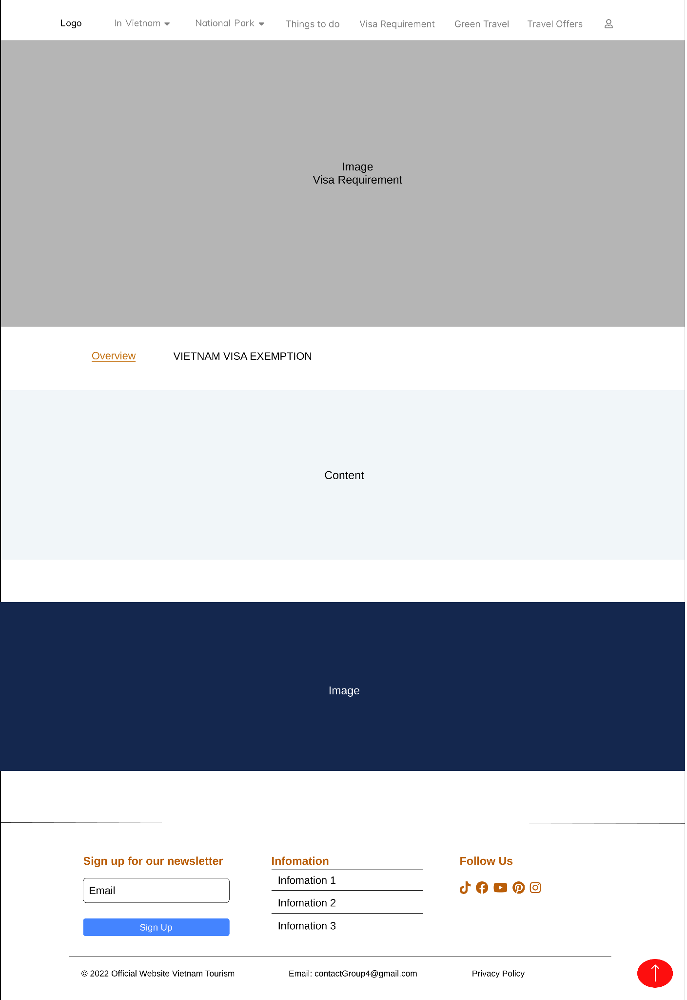 Logo In Vietnam National Park Things to do Visa Requirement Green Travel Travel Offers
Image
Visa Requirement
Overview VIETNAM VISA EXEMPTION
Content
Image
Sign up for our newsletter
Email
Sign Up
Infomation
Infomation 1
Infomation 2
Infomation 3
Follow Us
© 2022 Official Website Vietnam Tourism Email: contactGroup4@gmail.com Privacy Policy